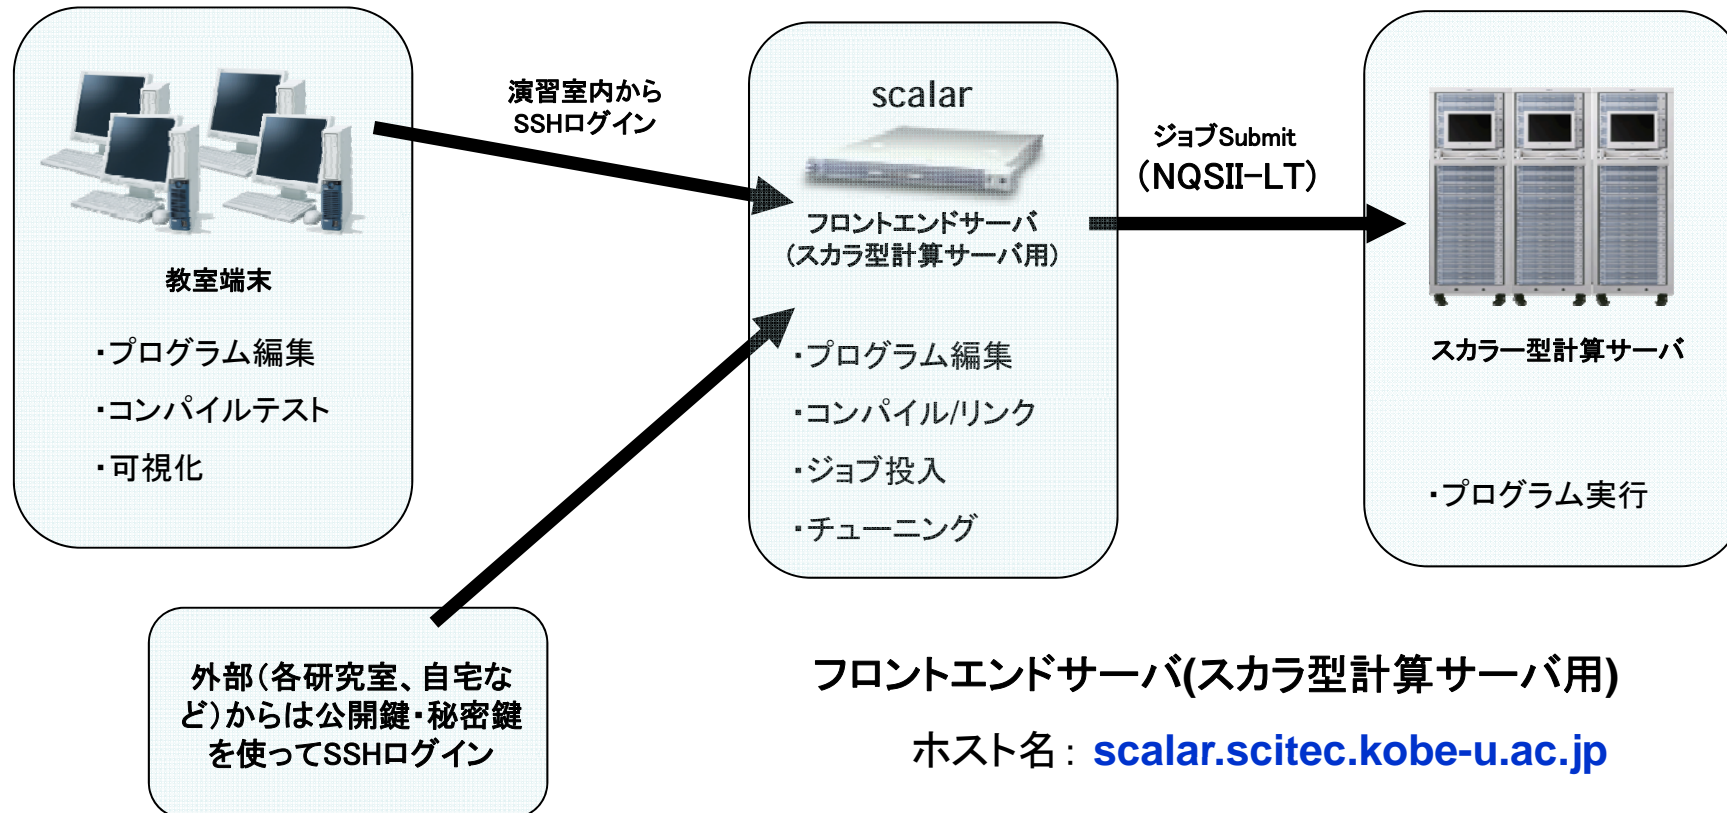 演習室内から
SSHログイン
scalar
ジョブSubmit
(NQSII-LT)
フロントエンドサーバ
(スカラ型計算サーバ用)
教室端末
・プログラム編集
・コンパイルテスト
・可視化
・プログラム編集
・コンパイル/リンク
・ジョブ投入
・チューニング
スカラー型計算サーバ
・プログラム実行
外部(各研究室、自宅な
ど)からは公開鍵・秘密鍵
を使ってSSHログイン
フロントエンドサーバ(スカラ型計算サーバ用)
ホスト名: scalar.scitec.kobe-u.ac.jp